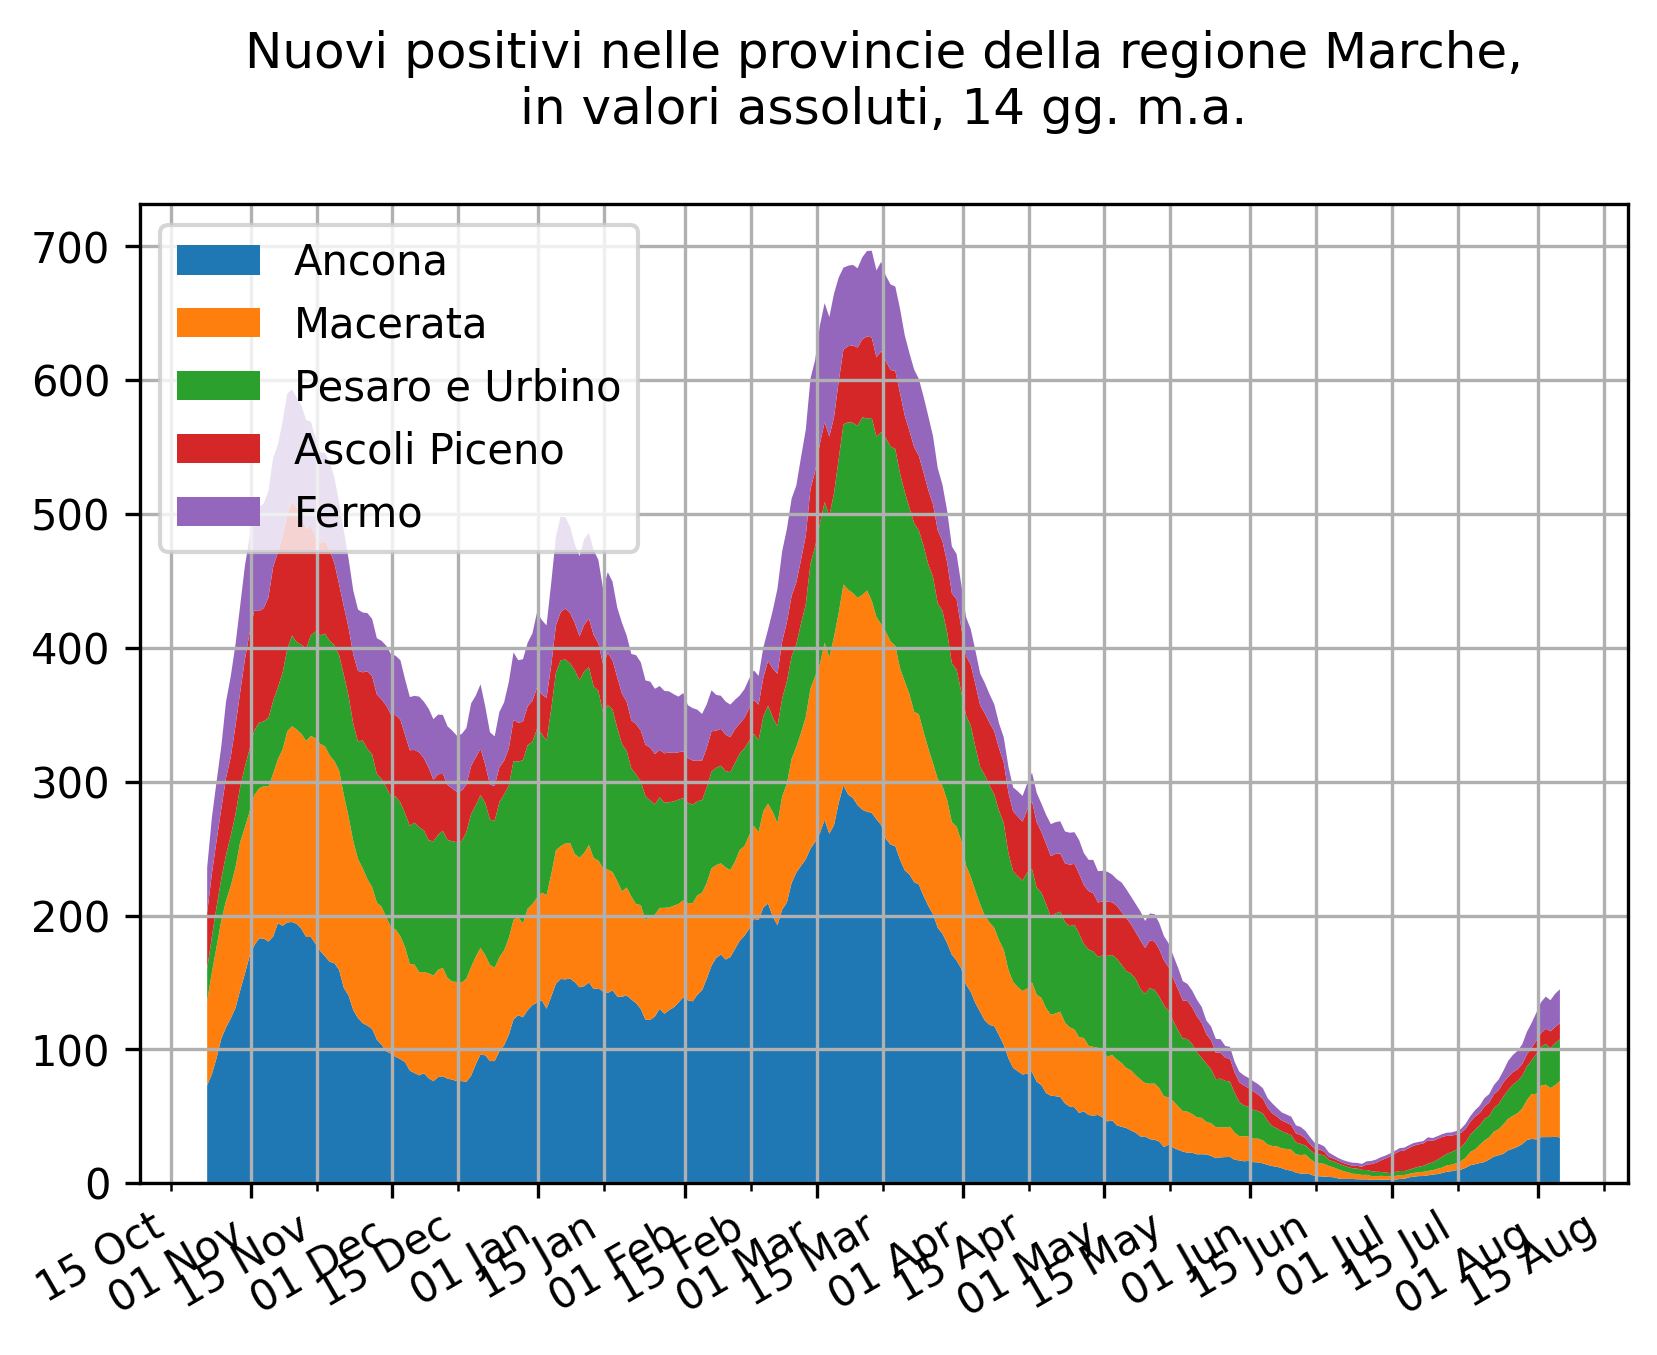 Nuovi positivi nelle provincie della regione Marche,
in valori assoluti, 14 gg. m.a.
700
600
500
400
300
200
100
0
Ancona
Macerata
Pesaro e Urbino
Ascoli Piceno
Fermo
15 Oct
01 Nov
15 Nov
01 Dec
15 Dec
01 Jan
15 Jan
01 Feb
15 Feb
01 Mar
15 Mar
01 Apr
15 Apr
01 May
15 May
01 Jun
15 Jun
01 Jul
15 Jul
01 Aug
15 Aug